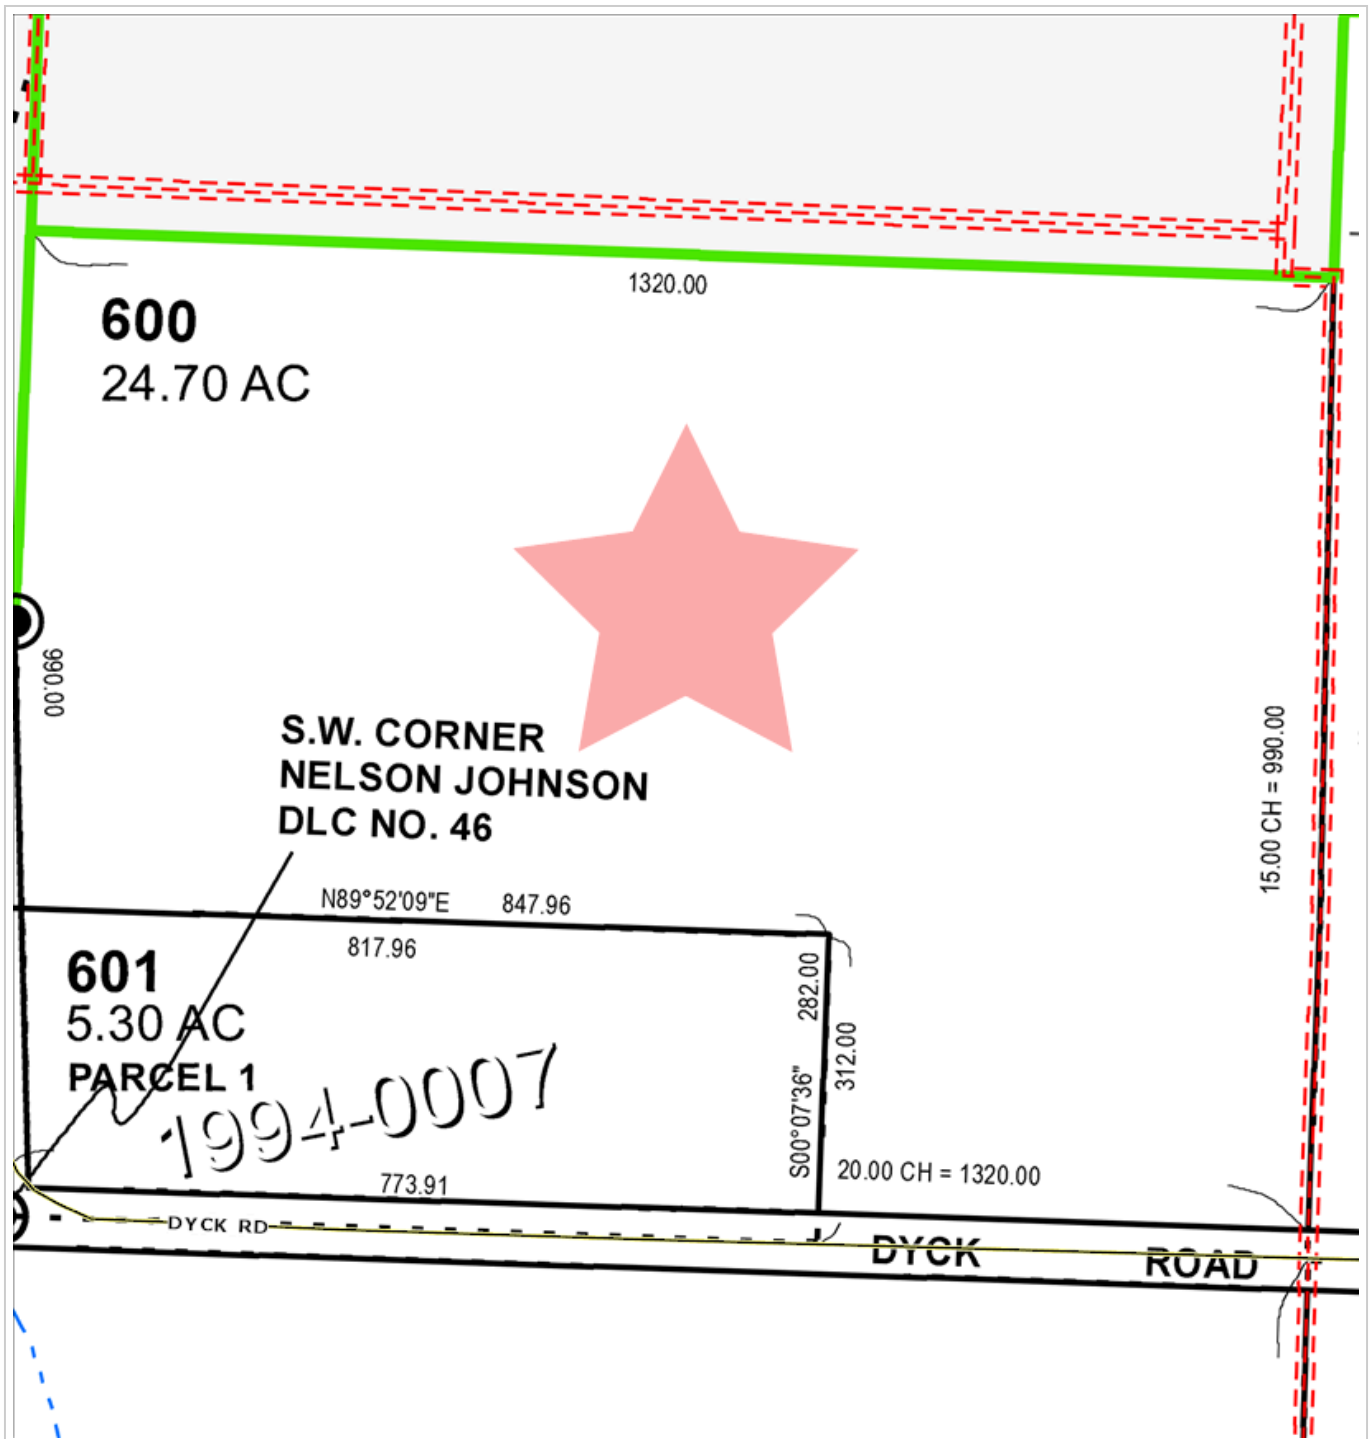 1320.00
600
24.70 AC
990.00
S.W. CORNER
NELSON JOHNSON
DLC NO. 46
15.00 CH = 990.00
N89°52'09"E 847.96
817.96
601
5.30 AC
PARCEL 1
1994-0007
282.00
312.00
S00°07'36"
20.00 CH = 1320.00
773.91
DYCK RD
DYCK ROAD